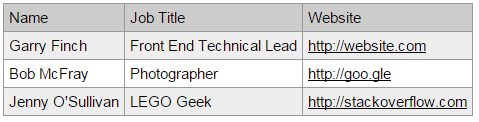 Name Job Title Website
Garry Finch Front End Technical Lead http://website.com
Bob McFray Photographer http://goo.gle
Jenny O'Sullivan LEGO Geek http://stackoverflow.com